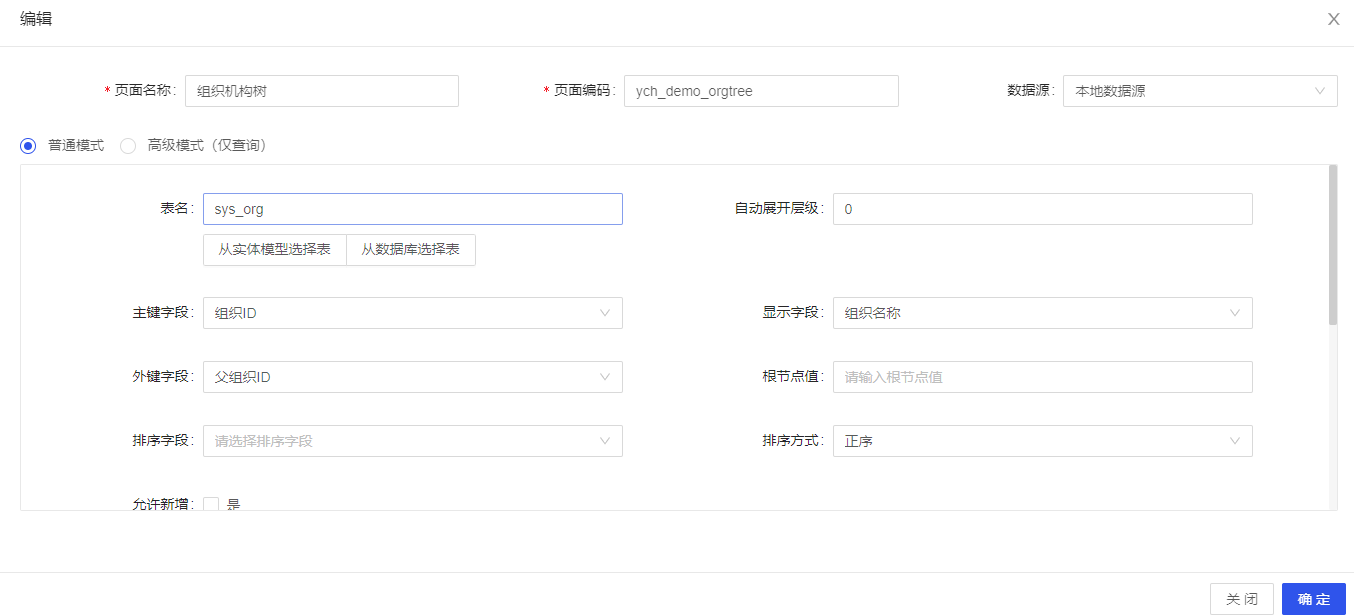 编辑
* 页面名称: 组织机构树 * 页面编码: ych_demo_orgtree 数据源: 本地数据源
普通模式 高级模式（仅查询）
表名: sys_org 自动展开层级: 0
从实体模型选择表 从数据库选择表
主键字段: 组织ID 显示字段: 组织名称
外键字段: 父组织ID 根节点值: 请输入根节点值
排序字段: 请选择排序字段 排序方式: 正序
允许新增: 是
关 闭 确 定